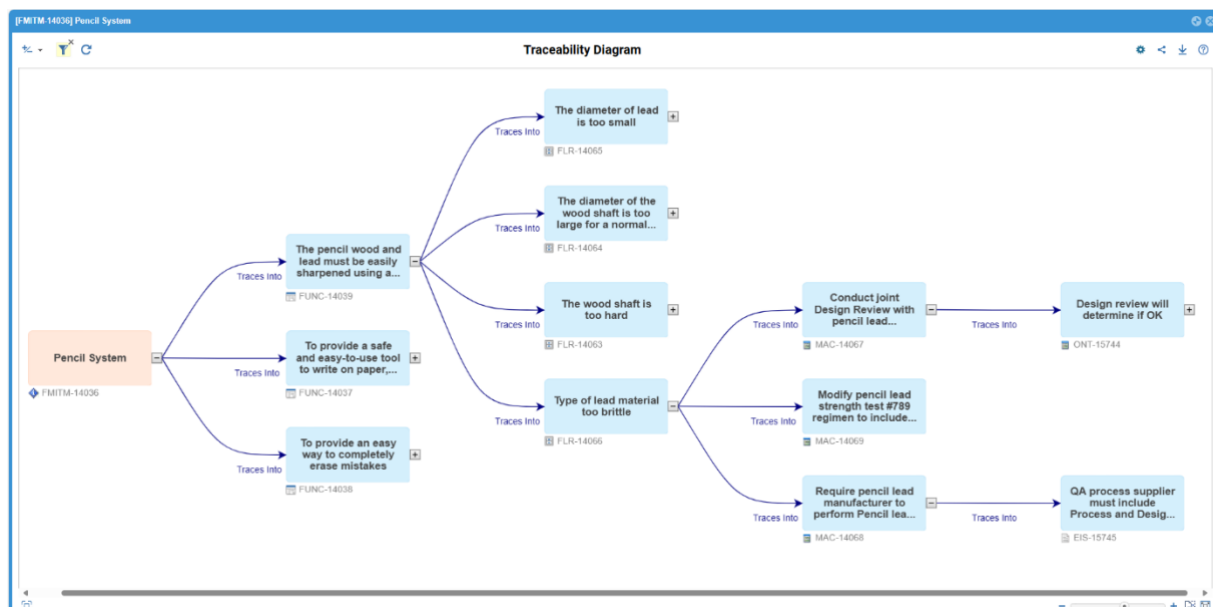 [FMITM-14036] Pencil System
Traceability Diagram
The diameter of lead
is too small
Traces Into
FLR-14065
The diameter of the
wood shaft is too
large for a normal...
Traces Into
FLR-14064
The pencil wood and
lead must be easily
sharpened using a...
Traces Into
FUNC-14039
The wood shaft is
too hard
Traces Into
FLR-14063
Conduct joint
Design Review with
pencil lead...
Traces Into
MAC-14067
Design review will
determine if OK
Traces Into
ONT-15744
Pencil System
FMITM-14036
To provide a safe
and easy-to-use tool
to write on paper,...
Traces Into
FUNC-14037
Type of lead material
too brittle
Traces Into
FLR-14066
Modify pencil lead
strength test #789
regimen to include...
Traces Into
MAC-14069
To provide an easy
way to completely
erase mistakes
Traces Into
FUNC-14038
Require pencil lead
manufacturer to
perform Pencil lea...
Traces Into
MAC-14068
QA process supplier
must include
Process and Desig...
Traces Into
EIS-15745